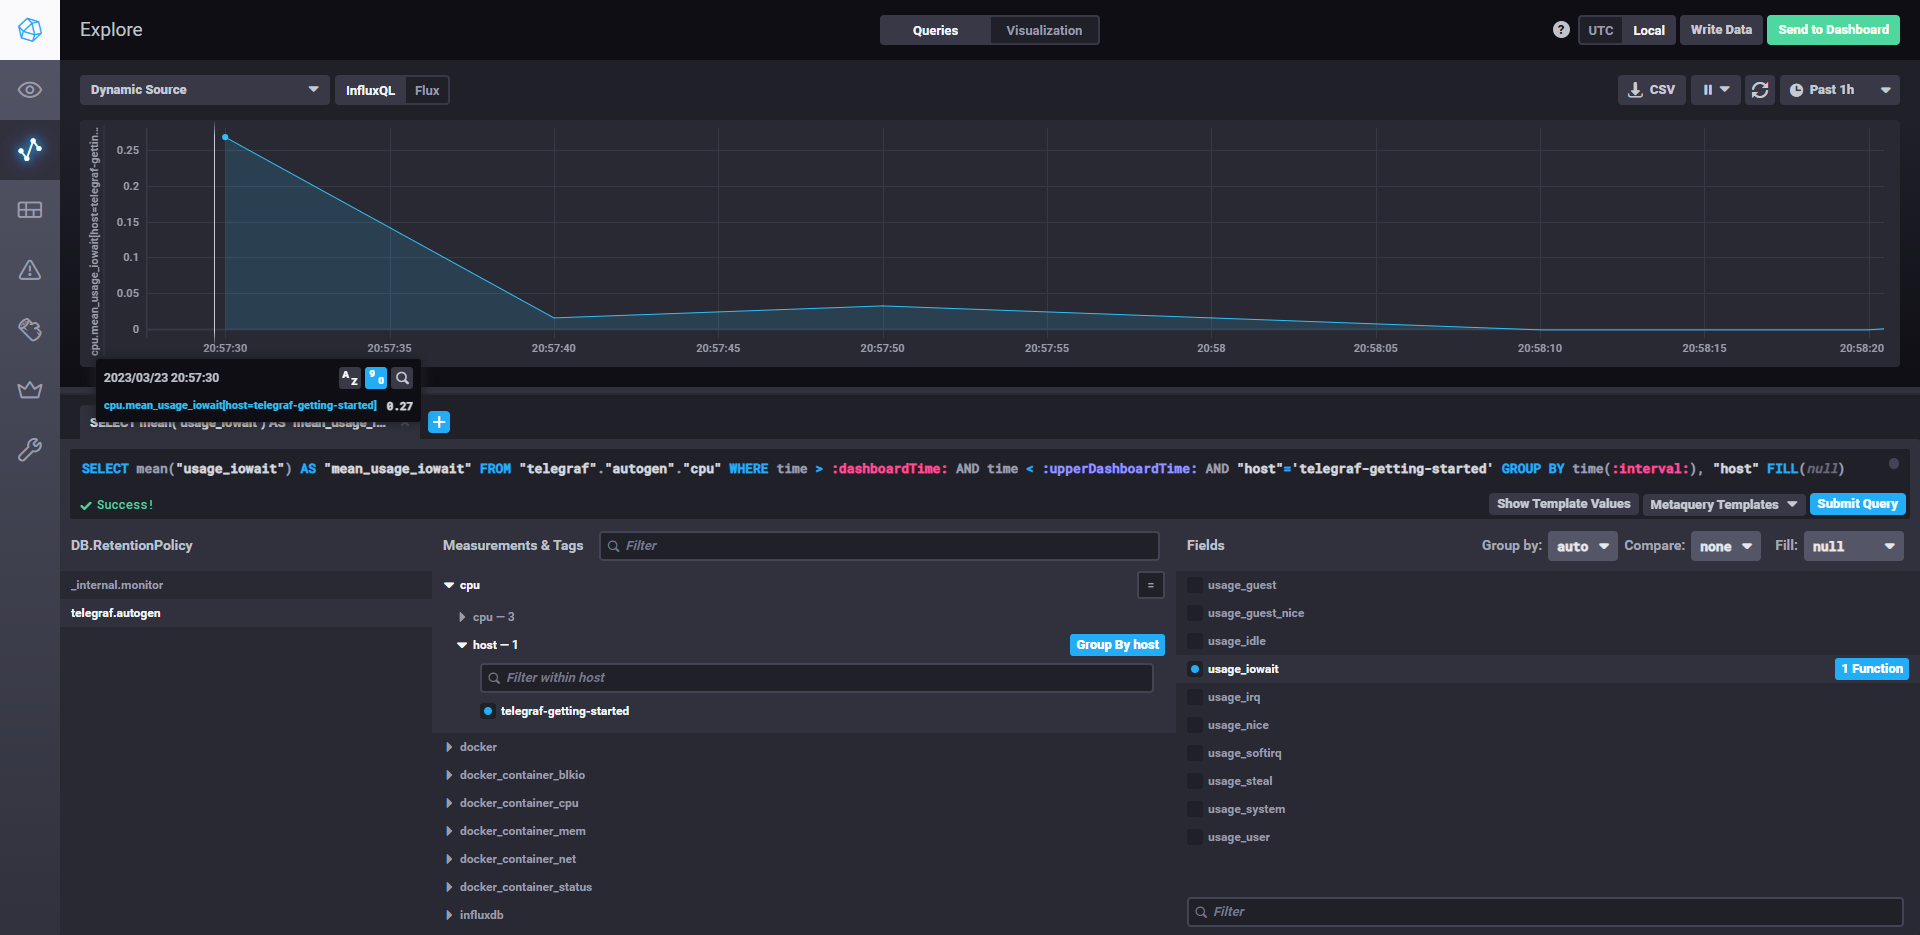 Explore
Queries
Visualization
?
UTC
Local
Write Data
Send to Dashboard
Dynamic Source
InfluxQL
Flux
CSV
Past 1h
cpu.mean_usage_iowait[host=telegraf-gettin...
0.25
0.2
0.15
0.1
0.05
0
20:57:30
20:57:35
20:57:40
20:57:45
20:57:50
20:57:55
20:58
20:58:05
20:58:10
20:58:15
20:58:20
2023/03/23 20:57:30
A Z
9 0
cpu.mean_usage_iowait[host=telegraf-getting-started] 0.27
SELECT mean("usage_iowait") AS "mean_usage_i...
+
SELECT mean("usage_iowait") AS "mean_usage_iowait" FROM "telegraf"."autogen"."cpu" WHERE time > :dashboardTime: AND time < :upperDashboardTime: AND "host"='telegraf-getting-started' GROUP BY time(:interval:), "host" FILL(null)
Success!
Show Template Values
Metaquery Templates
Submit Query
DB.RetentionPolicy
_internal.monitor
telegraf.autogen
Measurements & Tags
Filter
cpu
=
cpu — 3
host — 1
Group By host
Filter within host
telegraf-getting-started
docker
docker_container_blkio
docker_container_cpu
docker_container_mem
docker_container_net
docker_container_status
influxdb
Fields
Group by: auto
Compare: none
Fill: null
usage_guest
usage_guest_nice
usage_idle
usage_iowait
1 Function
usage_irq
usage_nice
usage_softirq
usage_steal
usage_system
usage_user
Filter